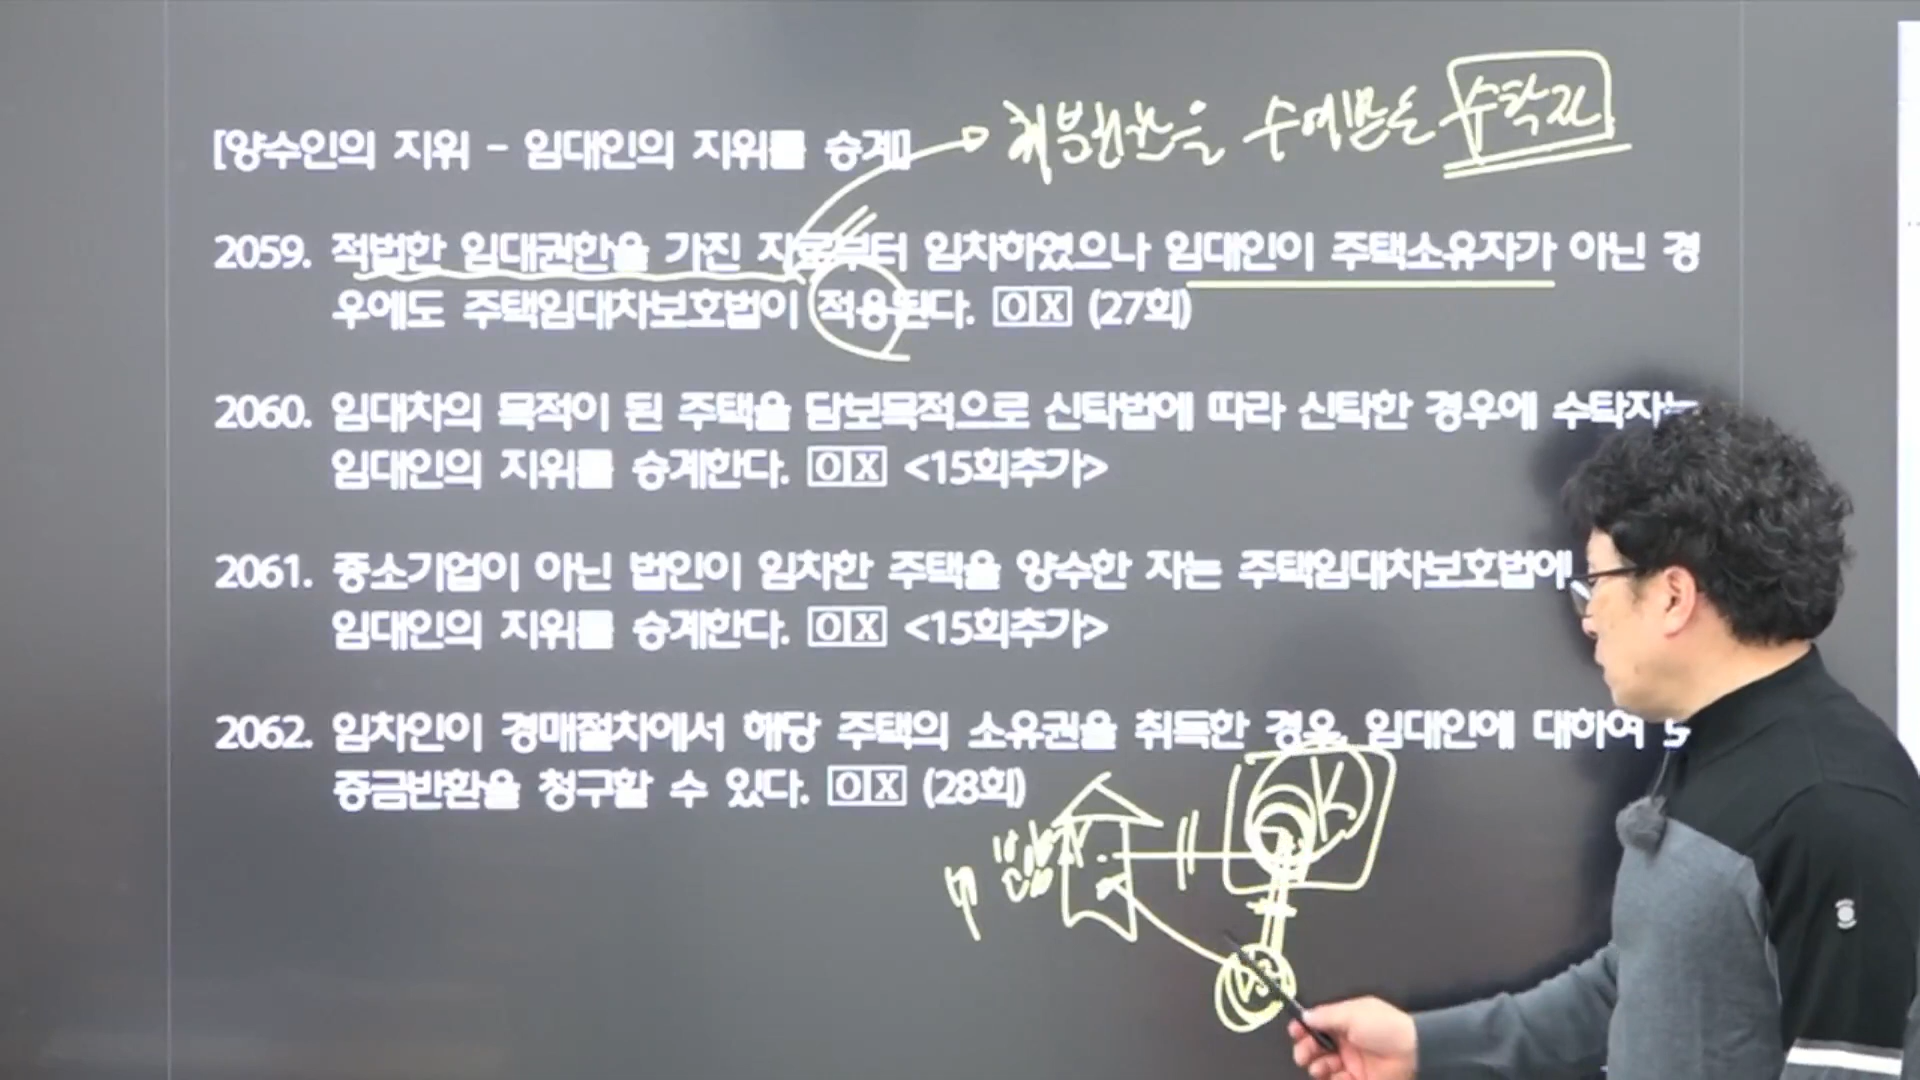 처분권한을 수여받은 수탁자
[양수인의 지위 - 임대인의 지위를 승계]
2059. 적법한 임대권한을 가진 자로부터 임차하였으나 임대인이 주택소유자가 아닌 경
우에도 주택임대차보호법이 적용된다. O X (27회)
2060. 임대차의 목적이 된 주택을 담보목적으로 신탁법에 따라 신탁한 경우에 수탁자는
임대인의 지위를 승계한다. O X <15회추가>
2061. 중소기업이 아닌 법인이 임차한 주택을 양수한 자는 주택임대차보호법에
임대인의 지위를 승계한다. O X <15회추가>
2062. 임차인이 경매절차에서 해당 주택의 소유권을 취득한 경우, 임대인에 대하여
증금반환을 청구할 수 있다. O X (28회)